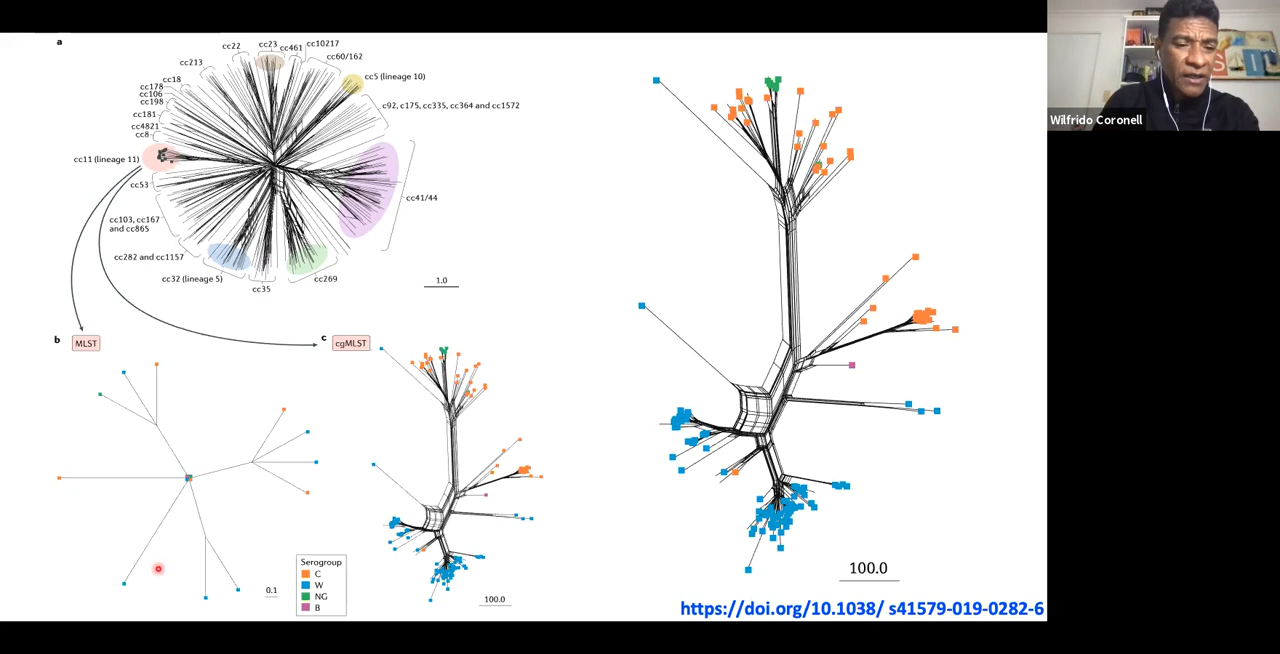 a
cc22
cc23
cc461
cc10217
cc60/162
cc213
cc5 (lineage 10)
cc18
cc178
cc106
cc198
c92, c175, cc335, cc364 and cc1572
cc181
cc4821
cc8
cc11 (lineage 11)
cc53
cc41/44
cc103, cc167
and cc865
cc282 and cc1157
cc32 (lineage 5)
cc269
cc35
1.0
b
MLST
c
cgMLST
0.1
Serogroup
C
W
NG
B
100.0
100.0
https://doi.org/10.1038/ s41579-019-0282-6
Wilfrido Coronell